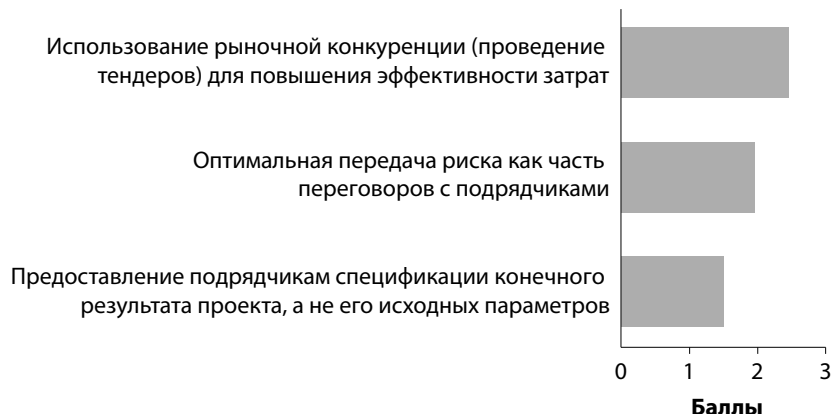 Использование рыночной конкуренции (проведение
тендеров) для повышения эффективности затрат
Оптимальная передача риска как часть
переговоров с подрядчиками
Предоставление подрядчикам спецификации конечного
результата проекта, а не его исходных параметров
0 1 2 3
Баллы